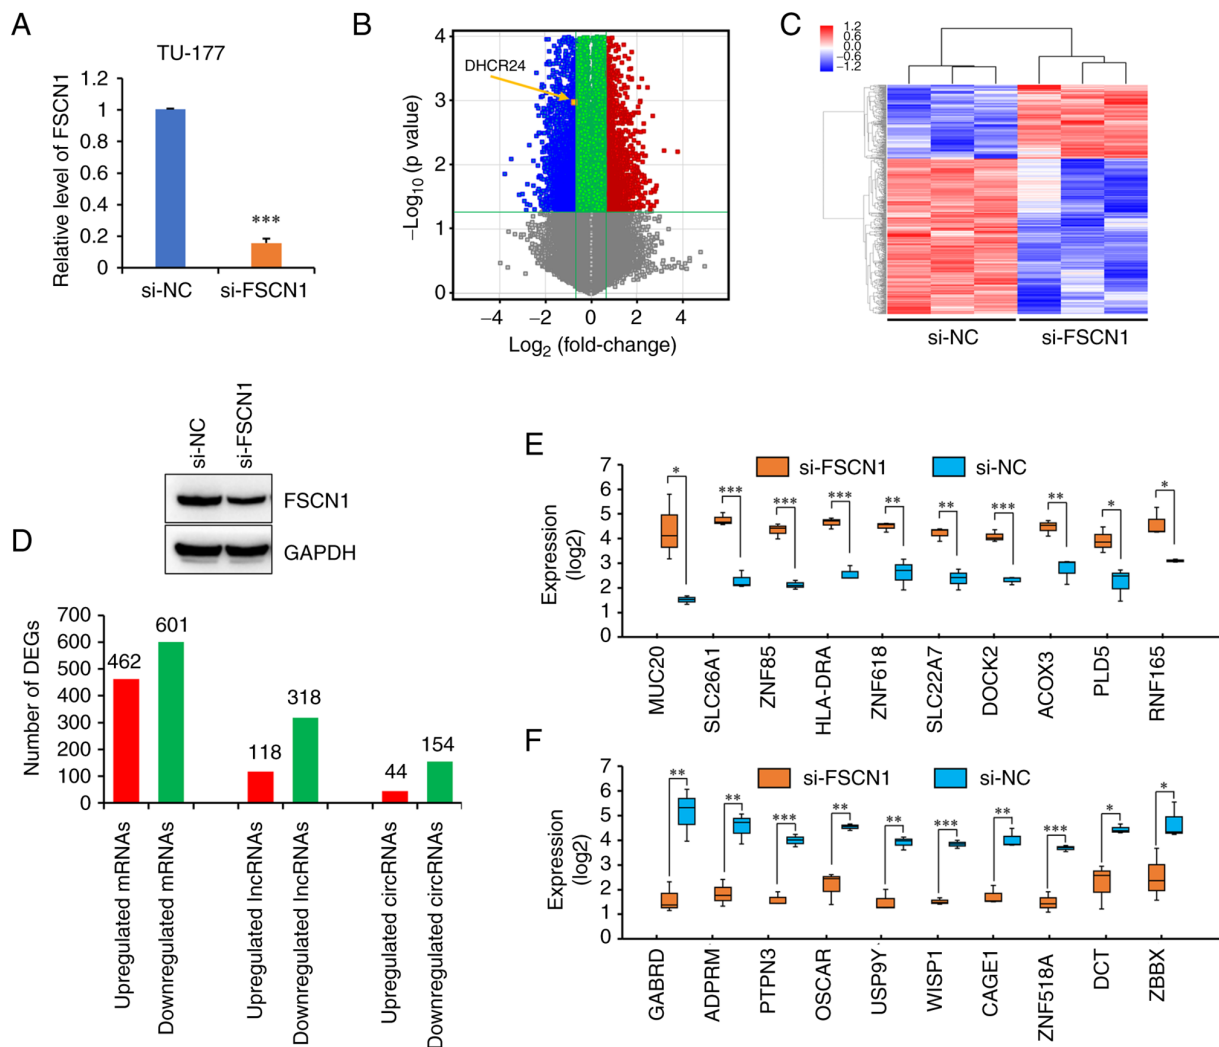 A
TU-177
Relative level of FSCN1
1.2
1
0.8
0.6
0.4
0.2
0
***
si-NC
si-FSCN1
B
DHCR24
−Log10 (p value)
4
3
2
1
0
−4
−2
0
2
4
Log2 (fold-change)
C
1.2
0.6
0.0
−0.6
−1.2
si-NC
si-FSCN1
si-NC
si-FSCN1
FSCN1
GAPDH
D
Number of DEGs
700
600
500
400
300
200
100
0
462
601
118
318
44
154
Upregulated mRNAs
Downregulated mRNAs
Upregulated lncRNAs
Downregulated lncRNAs
Upregulated circRNAs
Downregulated circRNAs
E
si-FSCN1
si-NC
Expression
(log2)
7
6
5
4
3
2
1
0
*
***
***
***
**
**
***
**
*
*
MUC20
SLC26A1
ZNF85
HLA-DRA
ZNF618
SLC22A7
DOCK2
ACOX3
PLD5
RNF165
F
si-FSCN1
si-NC
Expression
(log2)
7
6
5
4
3
2
1
0
**
**
***
**
**
***
**
***
*
*
GABRD
ADPRM
PTPN3
OSCAR
USP9Y
WISP1
CAGE1
ZNF518A
DCT
ZBBX